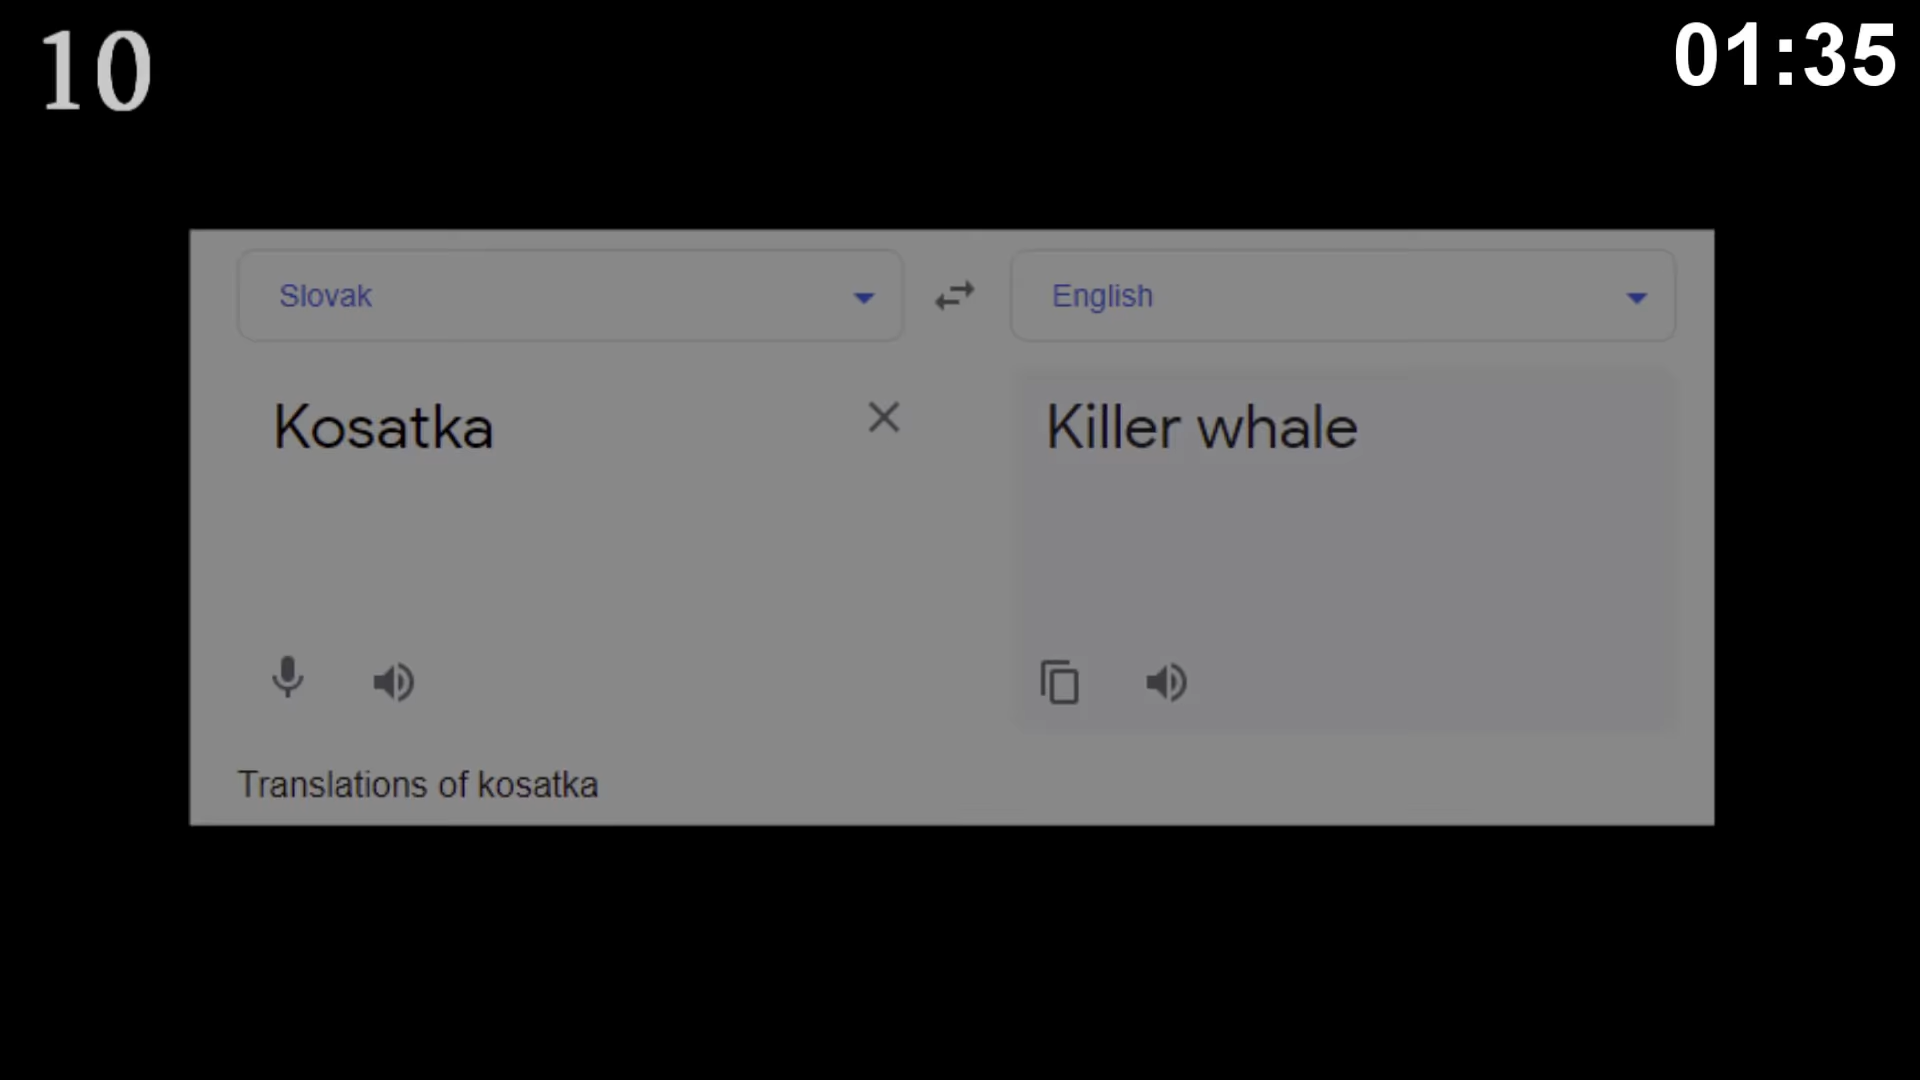 10
01:35
Slovak
English
Kosatka
Killer whale
Translations of kosatka